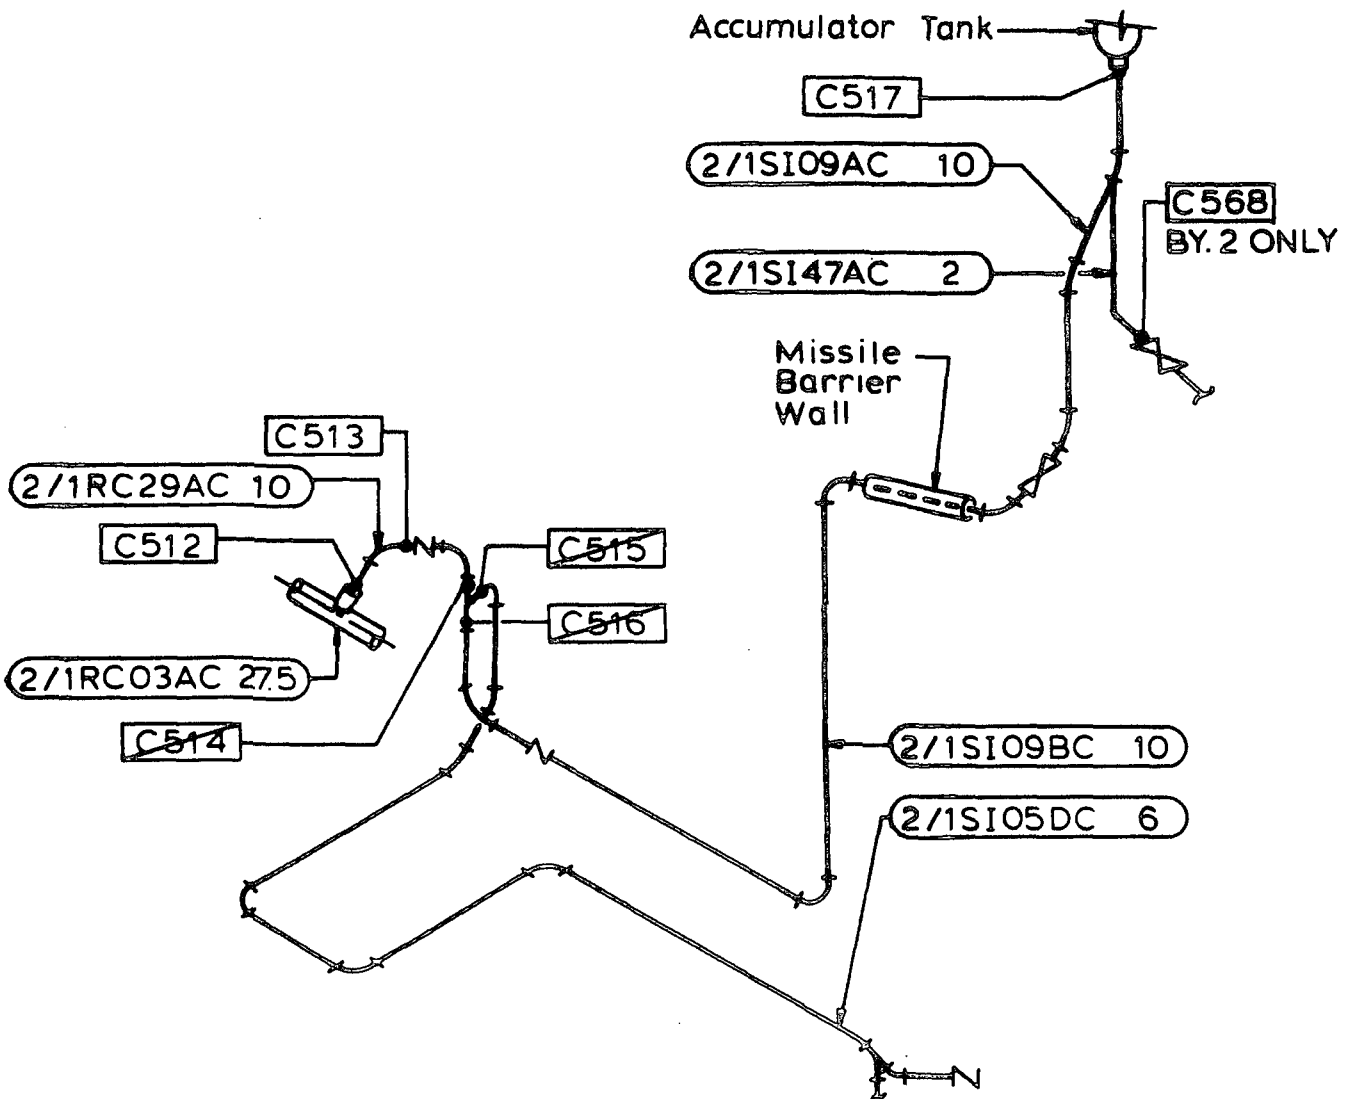 Accumulator Tank
C517
2/1SI09AC 10
C568
BY. 2 ONLY
2/1SI47AC 2
Missile
Barrier
Wall
C513
2/1RC29AC 10
C512
C515
C516
2/1RC03AC 27.5
C514
2/1SI09BC 10
2/1SI05DC 6